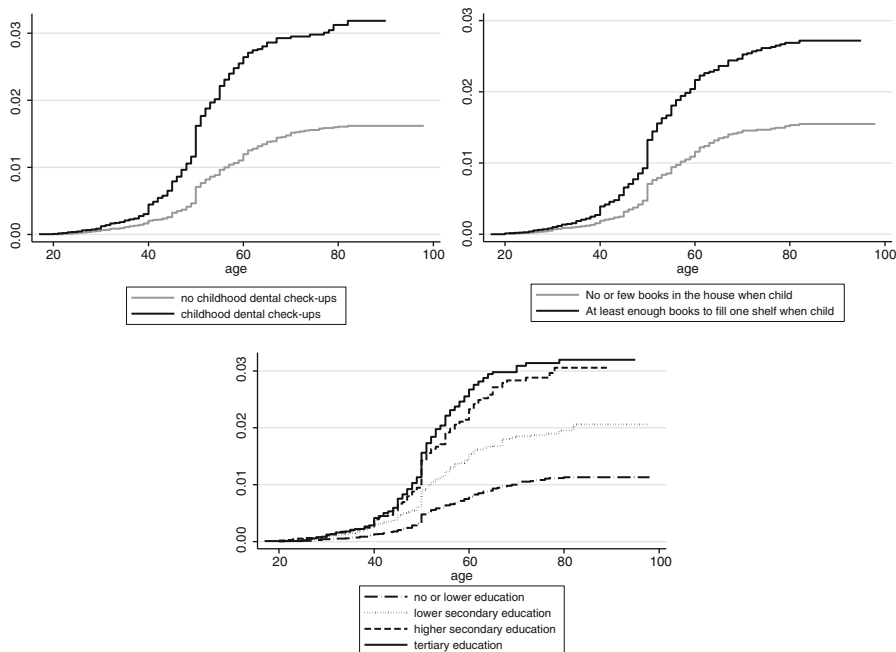 0.03
0.02
0.01
0.00
20 40 60 80 100
age
no childhood dental check-ups
childhood dental check-ups
0.03
0.02
0.01
0.00
20 40 60 80 100
age
No or few books in the house when child
At least enough books to fill one shelf when child
0.03
0.02
0.01
0.00
20 40 60 80 100
age
no or lower education
lower secondary education
higher secondary education
tertiary education